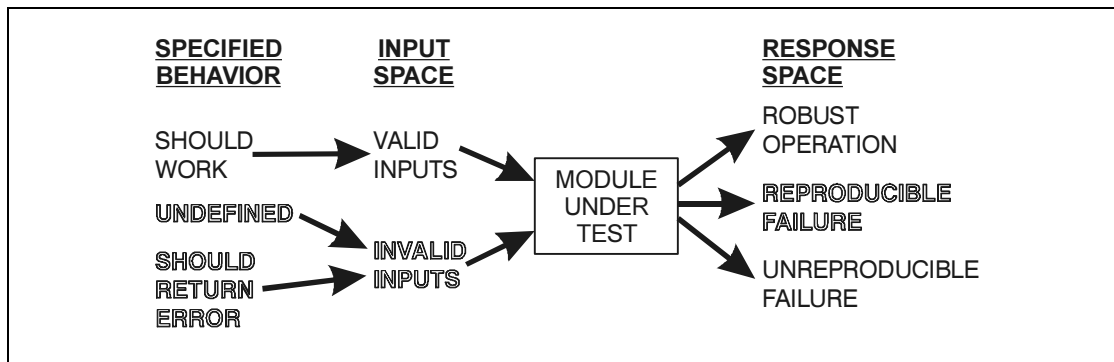 SPECIFIED
BEHAVIOR
INPUT
SPACE
RESPONSE
SPACE
SHOULD
WORK
VALID
INPUTS
ROBUST
OPERATION
MODULE
UNDER
TEST
UNDEFINED
SHOULD
RETURN
ERROR
INVALID
INPUTS
REPRODUCIBLE
FAILURE
UNREPRODUCIBLE
FAILURE